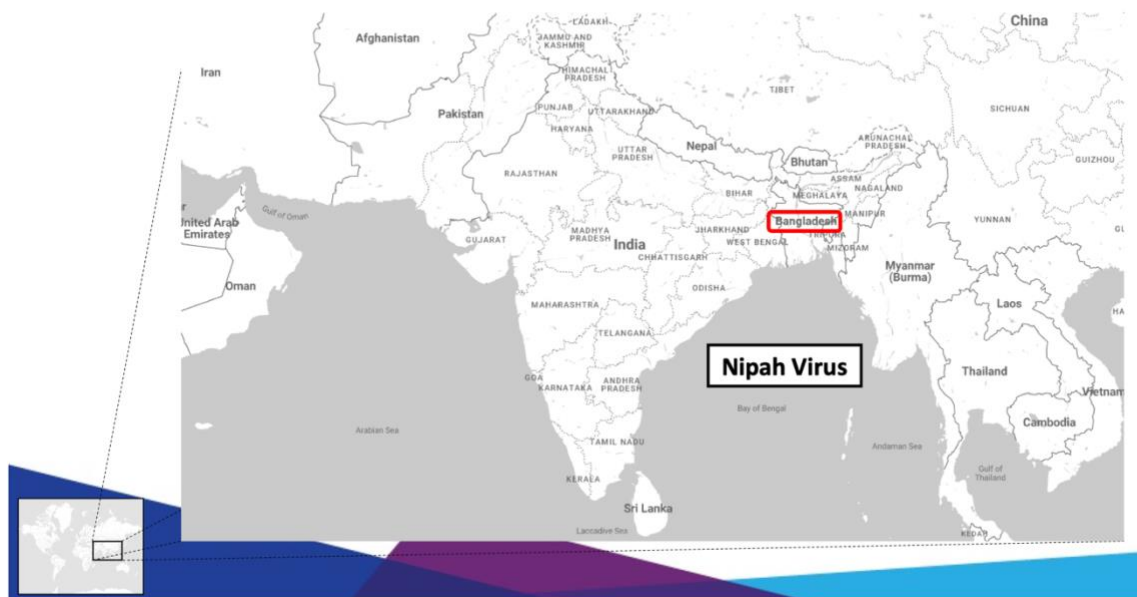 China
LADAKH
Afghanistan
JAMMU AND
KASHMIR
Iran
HIMACHAL
PRADESH
TIBET
PUNJAB
UTTARAKHAND
Pakistan
SICHUAN
HARYANA
ARUNACHAL
PRADESH
Nepal
UTTAR
PRADESH
Bhutan
GUIZHOU
RAJASTHAN
ASSAM
NAGALAND
BIHAR
MEGHALAYA
Gulf of Oman
MANIPUR
United Arab
Emirates
Bangladesh
YUNNAN
JHARKHAND
TRIPURA
MADHYA
PRADESH
GUJARAT
India
WEST BENGAL
MIZORAM
CHHATTISGARH
Myanmar
(Burma)
Oman
ODISHA
Laos
HA
MAHARASHTRA
TELANGANA
Nipah Virus
Thailand
GOA
KARNATAKA
ANDHRA
PRADESH
Vietnam
Bay of Bengal
Cambodia
Arabian Sea
TAMIL NADU
Andaman Sea
Gulf of
Thailand
KERALA
Sri Lanka
Laccadive Sea
KEDAH